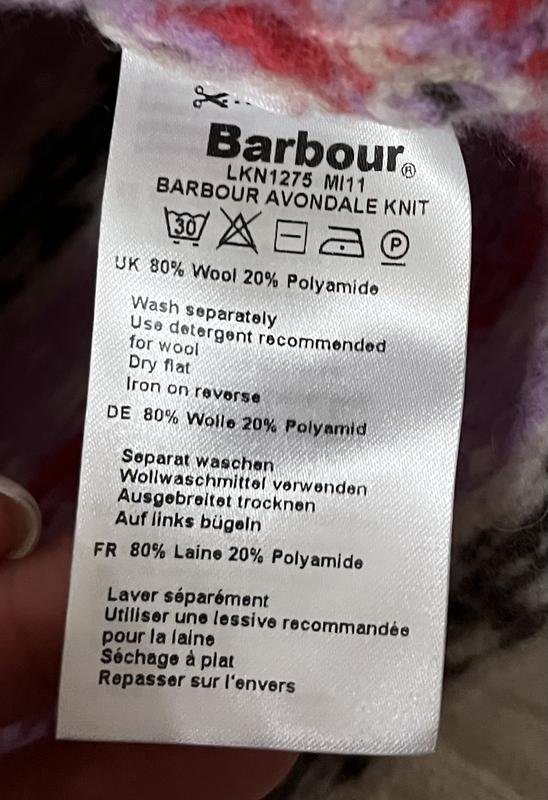 Barbour®
LKN1275 MI11
BARBOUR AVONDALE KNIT
30 P
UK 80% Wool 20% Polyamide
Wash separately
Use detergent recommended
for wool
Dry flat
Iron on reverse
DE 80% Wolle 20% Polyamid
Separat waschen
Wollwaschmittel verwenden
Ausgebreitet trocknen
Auf links bügeln
FR 80% Laine 20% Polyamide
Laver séparément
Utiliser une lessive recommandée
pour la laine
Séchage à plat
Repasser sur l'envers